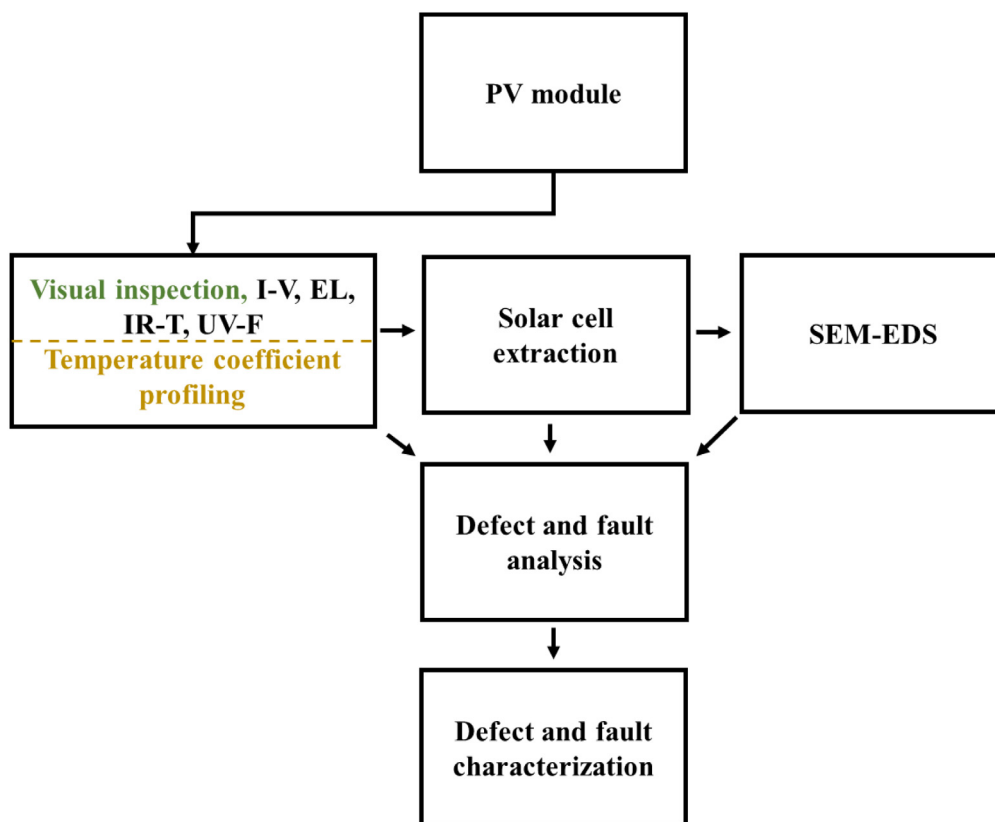 PV module
Visual inspection, I-V, EL,
IR-T, UV-F
Temperature coefficient
profiling
Solar cell
extraction
SEM-EDS
Defect and fault
analysis
Defect and fault
characterization